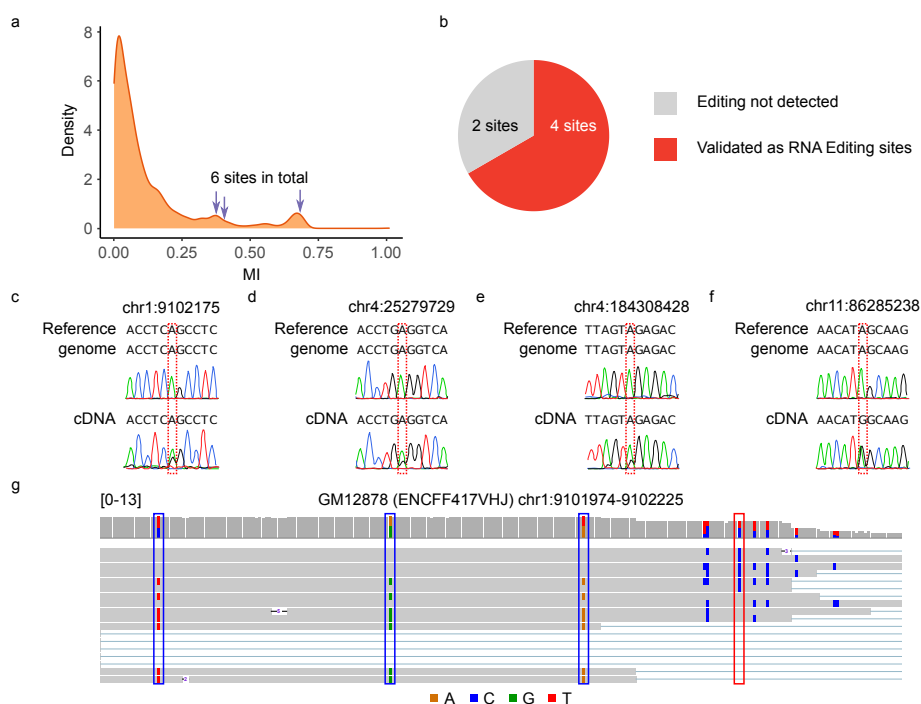 a
8
6
4
2
0
Density
6 sites in total
0.00 0.25 0.50 0.75 1.00
MI
b
2 sites
4 sites
Editing not detected
Validated as RNA Editing sites
c
chr1:9102175
Reference ACCTCAGCCTC
genome ACCTCAGCCTC
cDNA ACCTCAGCCTC
d
chr4:25279729
Reference ACCTGAGGTCA
genome ACCTGAGGTCA
cDNA ACCTGAGGTCA
e
chr4:184308428
Reference TTAGTAGAGAC
genome TTAGTAGAGAC
cDNA TTAGTAGAGAC
f
chr11:86285238
Reference AACATAGCAAG
genome AACATAGCAAG
cDNA AACATGGCAAG
g
[0-13] GM12878 (ENCFF417VHJ) chr1:9101974-9102225
A C G T